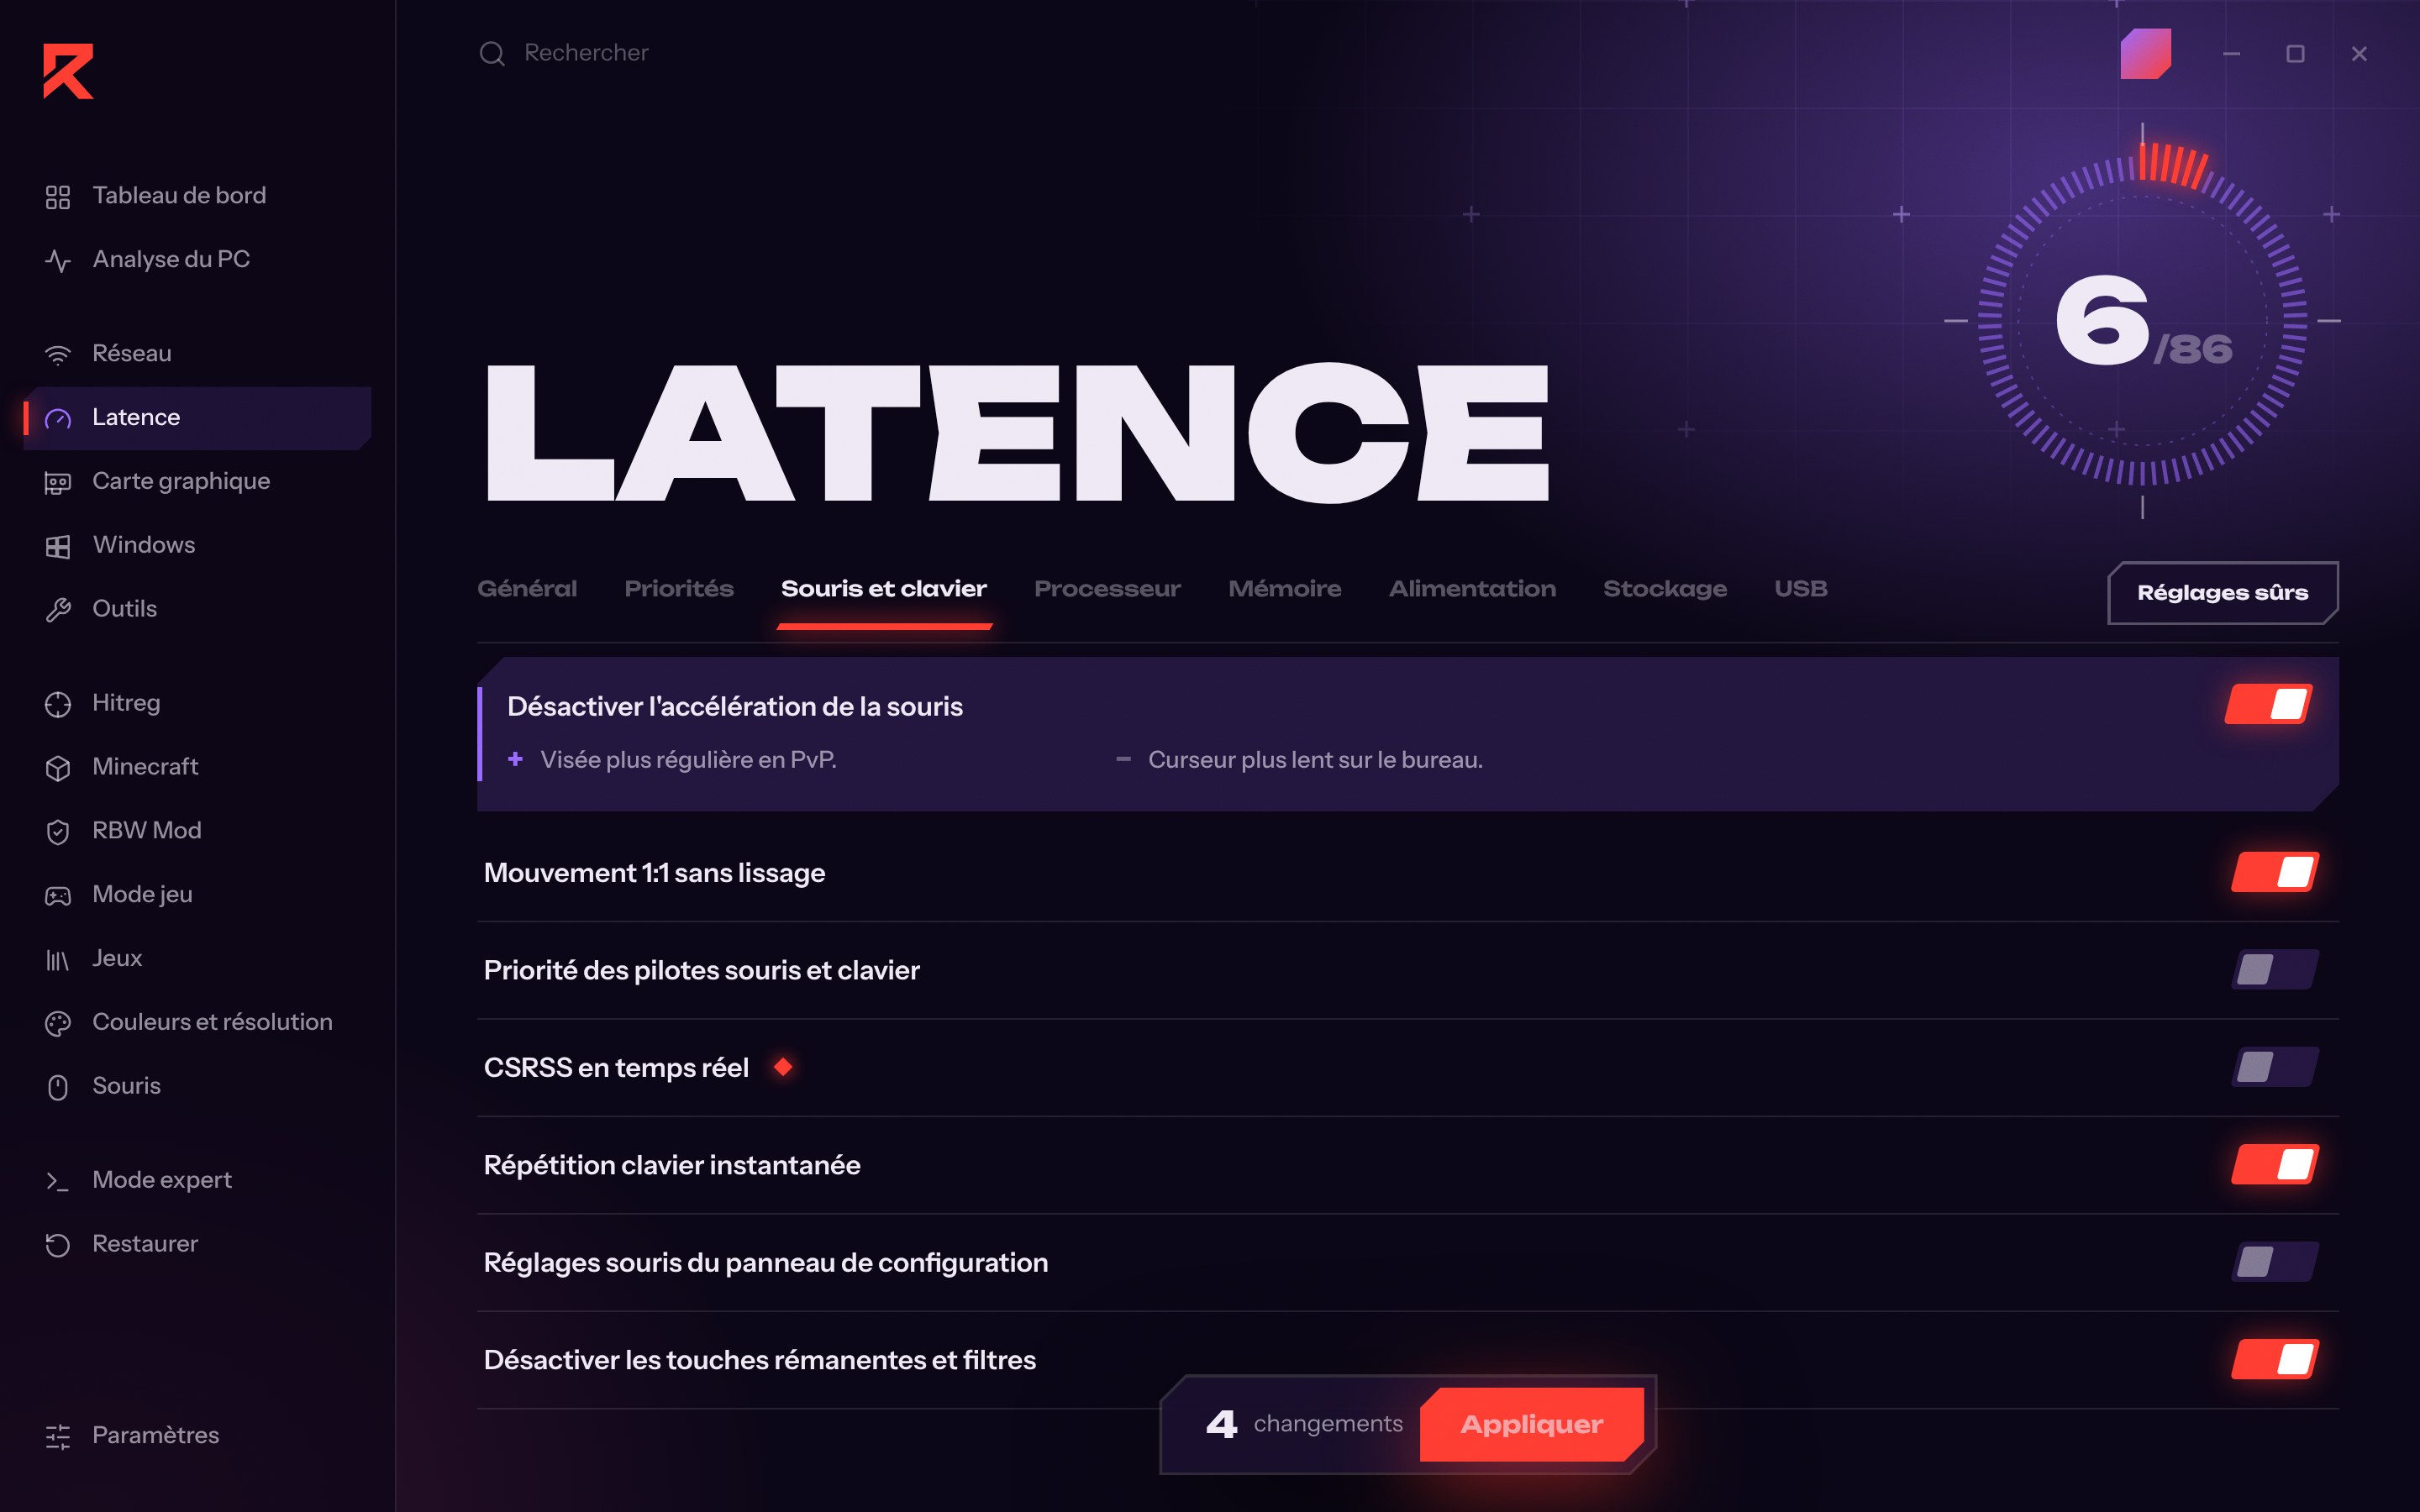 Rechercher
Tableau de bord
Analyse du PC
Réseau
Latence
Carte graphique
Windows
Outils
Hitreg
Minecraft
RBW Mod
Mode jeu
Jeux
Couleurs et résolution
Souris
Mode expert
Restaurer
Paramètres
6/86
LATENCE
Général Priorités Souris et clavier Processeur Mémoire Alimentation Stockage USB Réglages sûrs
Désactiver l'accélération de la souris
+ Visée plus régulière en PvP. − Curseur plus lent sur le bureau.
Mouvement 1:1 sans lissage
Priorité des pilotes souris et clavier
CSRSS en temps réel
Répétition clavier instantanée
Réglages souris du panneau de configuration
Désactiver les touches rémanentes et filtres
4 changements Appliquer